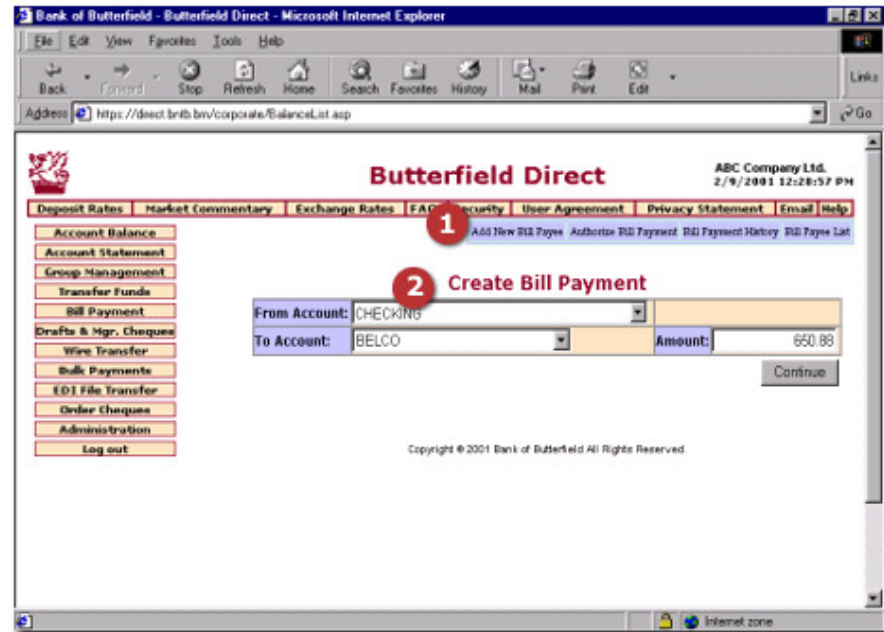 Bank of Butterfield - Butterfield Direct - Microsoft Internet Explorer
File Edit View Favorites Tools Help
Back Forward Stop Refresh Home Search Favorites History Mail Print Edit Links
Address https://direct.bntb.bm/corporate/BalanceList.asp Go
Butterfield Direct
ABC Company Ltd.
2/9/2001 12:28:57 PM
Deposit Rates Market Commentary Exchange Rates FAQ Security User Agreement Privacy Statement Email Help
1
Add New Bill Payee Authorize Bill Payment Bill Payment History Bill Payee List
Account Balance
Account Statement
Group Management
Transfer Funds
Bill Payment
Drafts & Mgr. Cheques
Wire Transfer
Bulk Payments
EDI File Transfer
Order Cheques
Administration
Log out
2
Create Bill Payment
From Account: CHECKING
To Account: BELCO Amount: 650.88
Continue
Copyright © 2001 Bank of Butterfield All Rights Reserved.
Internet zone